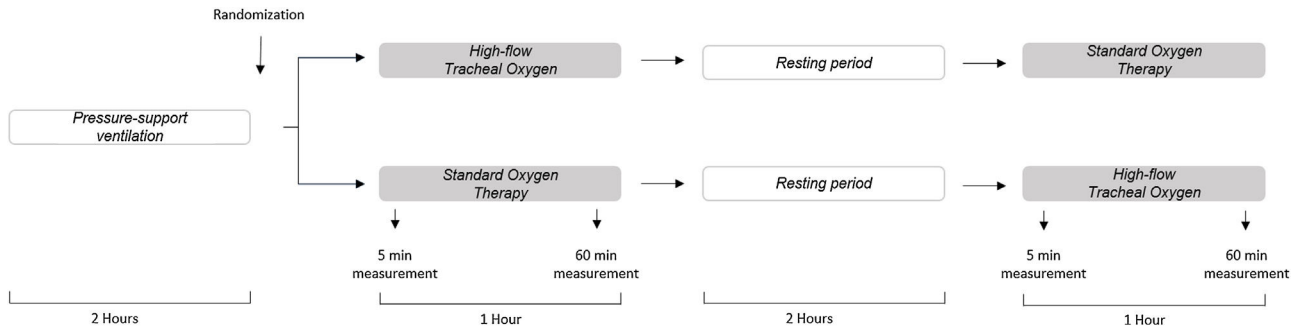 Randomization
High-flow
Tracheal Oxygen
Resting period
Standard Oxygen
Therapy
Pressure-support
ventilation
Standard Oxygen
Therapy
Resting period
High-flow
Tracheal Oxygen
5 min
measurement
60 min
measurement
5 min
measurement
60 min
measurement
2 Hours
1 Hour
2 Hours
1 Hour